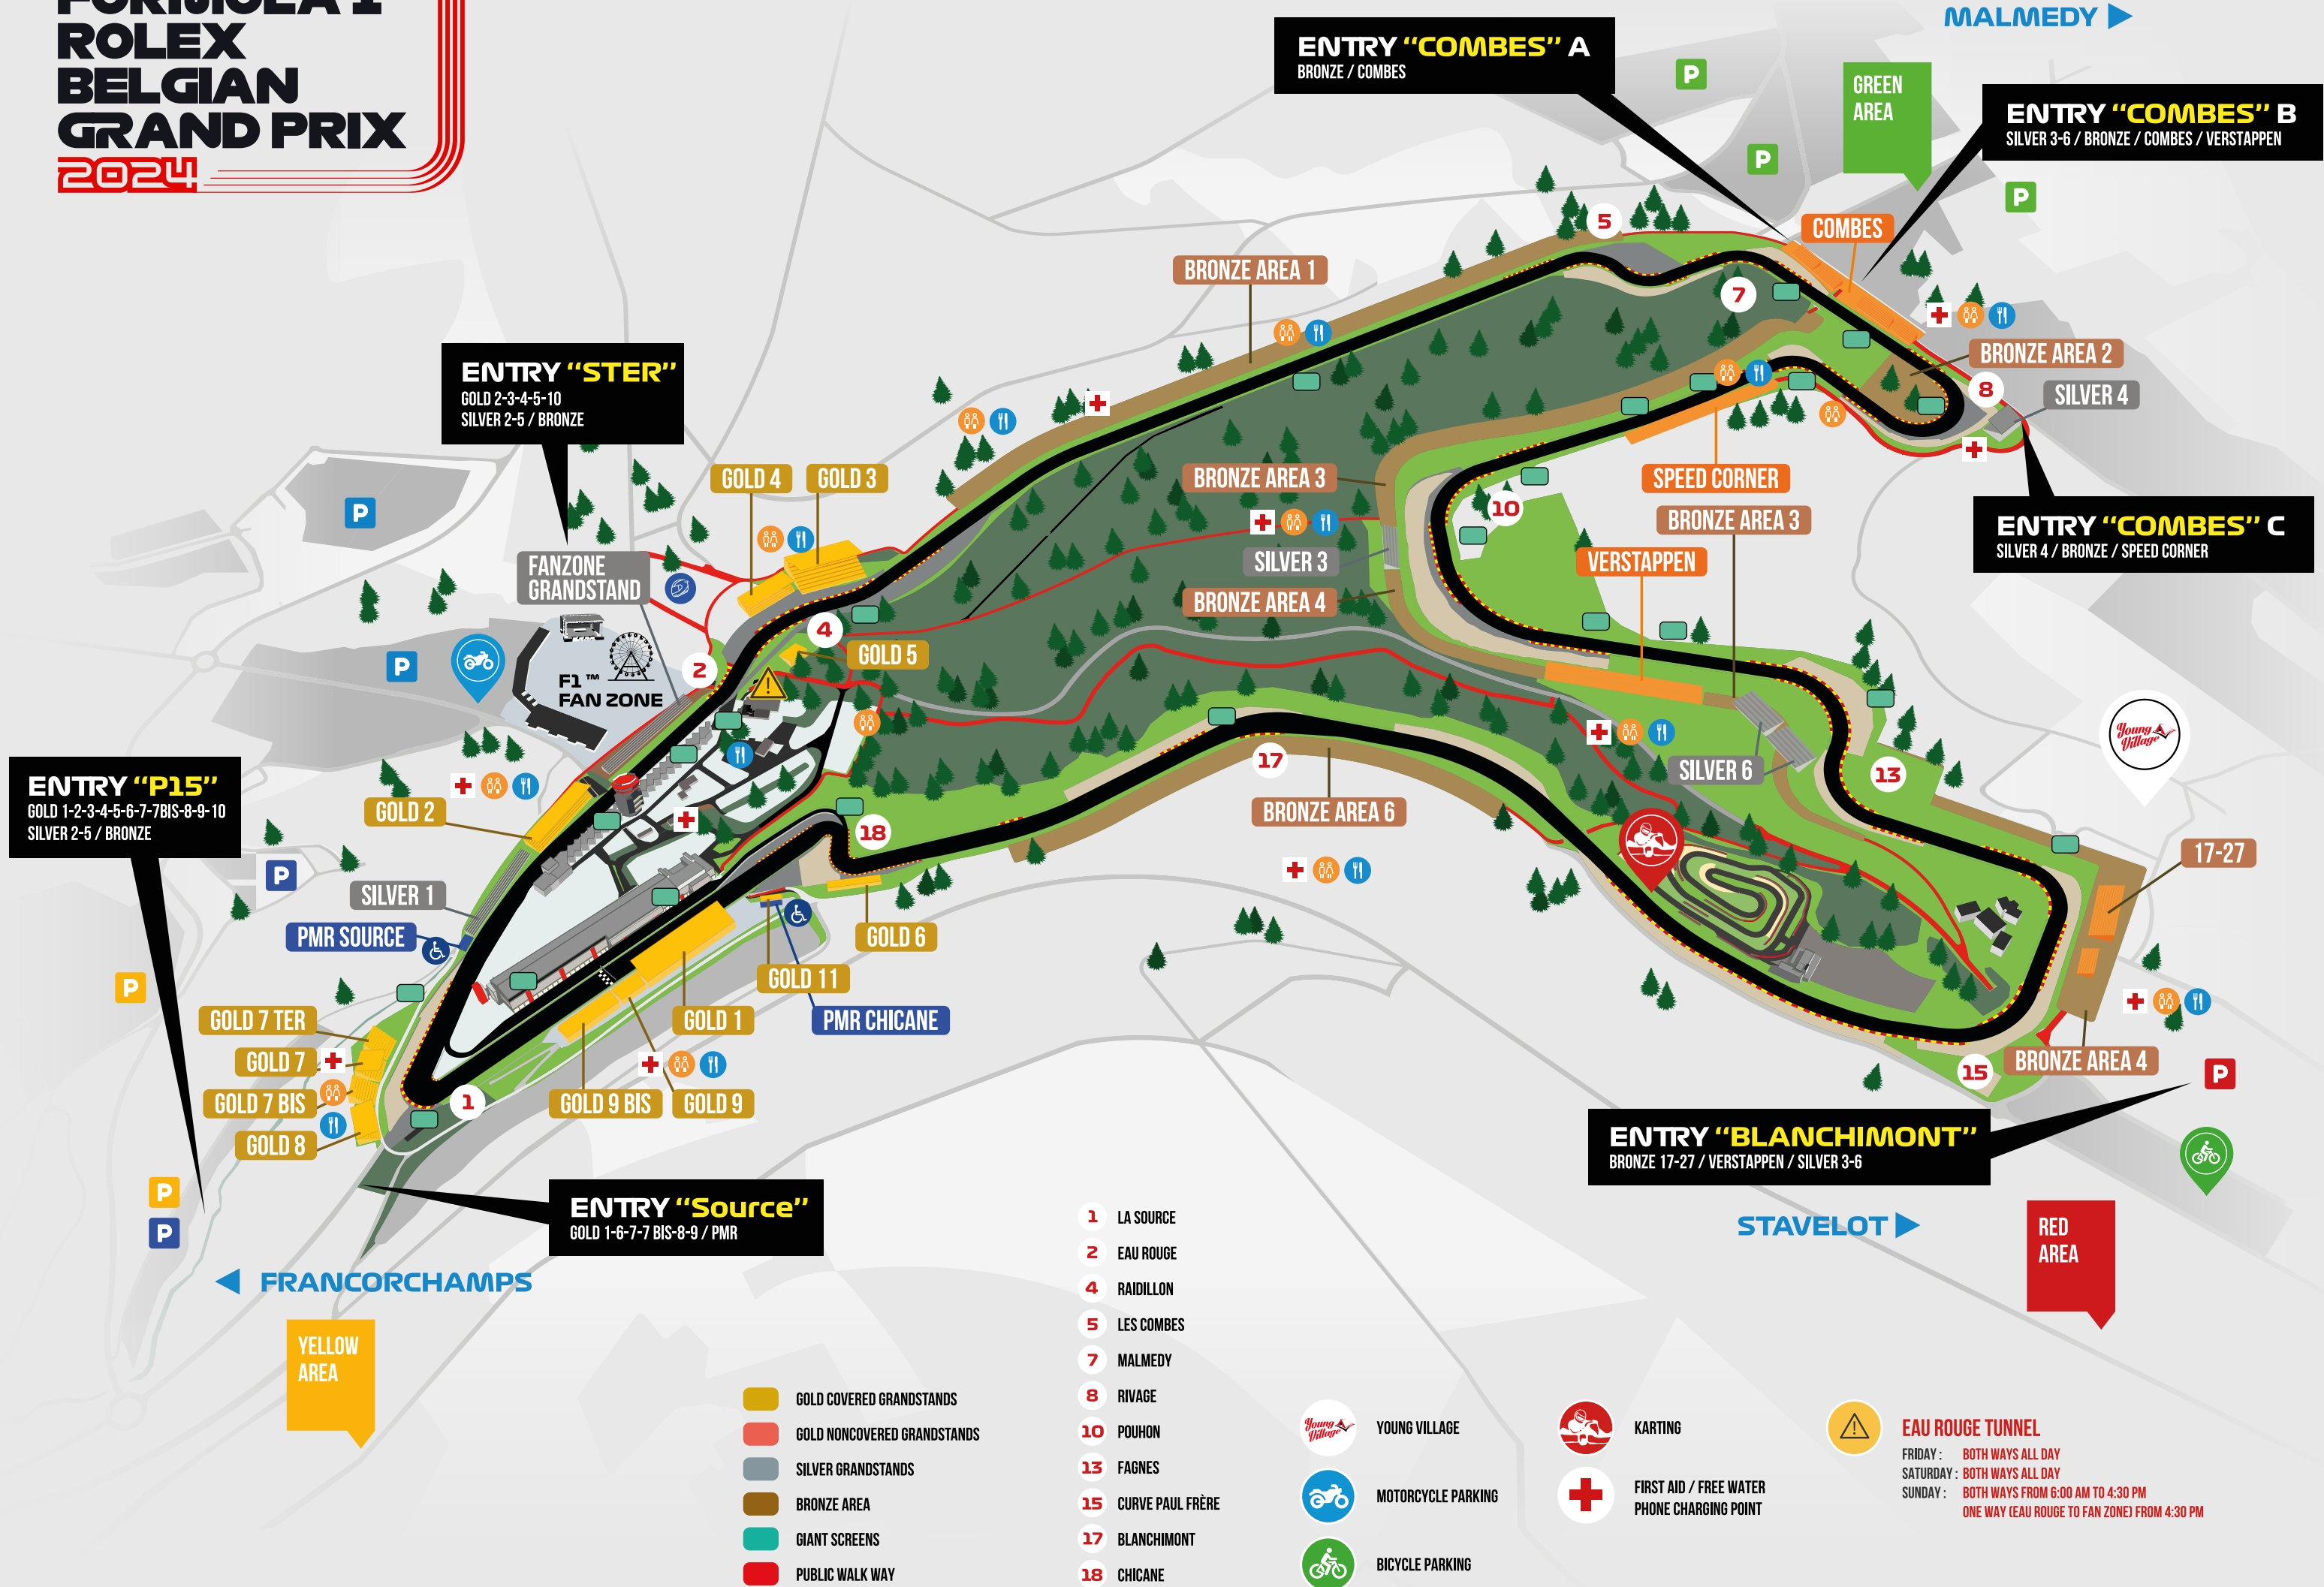 FORMULA 1
ROLEX
BELGIAN
GRAND PRIX
2024
MALMEDY
ENTRY “COMBES” A
BRONZE / COMBES
GREEN
AREA
ENTRY “COMBES” B
SILVER 3-6 / BRONZE / COMBES / VERSTAPPEN
P
P
P
5
COMBES
BRONZE AREA 1
7
BRONZE AREA 2
8
SILVER 4
ENTRY “STER”
GOLD 2-3-4-5-10
SILVER 2-5 / BRONZE
GOLD 4
GOLD 3
BRONZE AREA 3
SPEED CORNER
10
BRONZE AREA 3
ENTRY “COMBES” C
SILVER 4 / BRONZE / SPEED CORNER
P
FANZONE
GRANDSTAND
SILVER 3
VERSTAPPEN
BRONZE AREA 4
4
GOLD 5
2
P
F1™
FAN ZONE
Young
Village
17
SILVER 6
13
ENTRY “P15”
GOLD 1-2-3-4-5-6-7-7BIS-8-9-10
SILVER 2-5 / BRONZE
GOLD 2
BRONZE AREA 6
18
17-27
P
SILVER 1
PMR SOURCE
GOLD 6
P
GOLD 11
GOLD 7 TER
GOLD 1
PMR CHICANE
GOLD 7
BRONZE AREA 4
15
P
GOLD 7 BIS
1
GOLD 9 BIS
GOLD 9
GOLD 8
ENTRY “BLANCHIMONT”
BRONZE 17-27 / VERSTAPPEN / SILVER 3-6
P
P
ENTRY “Source”
GOLD 1-6-7-7 BIS-8-9 / PMR
STAVELOT
RED
AREA
FRANCORCHAMPS
YELLOW
AREA
1 LA SOURCE
2 EAU ROUGE
4 RAIDILLON
5 LES COMBES
7 MALMEDY
8 RIVAGE
10 POUHON
13 FAGNES
15 CURVE PAUL FRÈRE
17 BLANCHIMONT
18 CHICANE
GOLD COVERED GRANDSTANDS
GOLD NONCOVERED GRANDSTANDS
SILVER GRANDSTANDS
BRONZE AREA
GIANT SCREENS
PUBLIC WALK WAY
Young
Village
YOUNG VILLAGE
MOTORCYCLE PARKING
BICYCLE PARKING
KARTING
FIRST AID / FREE WATER
PHONE CHARGING POINT
EAU ROUGE TUNNEL
FRIDAY : BOTH WAYS ALL DAY
SATURDAY : BOTH WAYS ALL DAY
SUNDAY : BOTH WAYS FROM 6:00 AM TO 4:30 PM
ONE WAY (EAU ROUGE TO FAN ZONE) FROM 4:30 PM